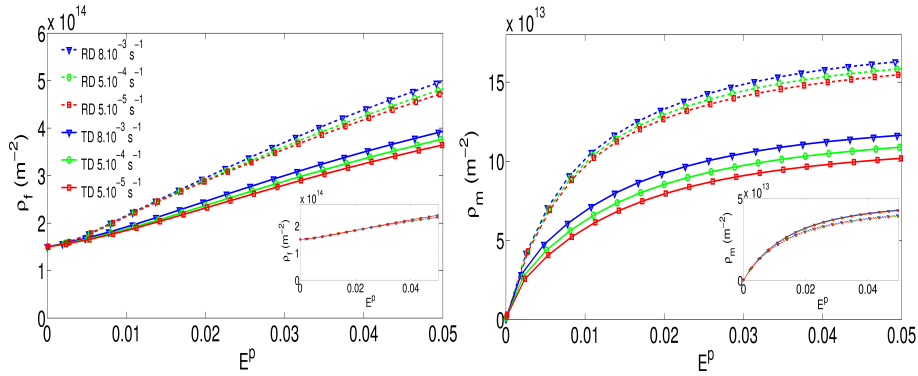 x 10^14
6
5
4
3
2
1
0
ρ_f (m^−2)
RD 8.10^−3 s^−1
RD 5.10^−4 s^−1
RD 5.10^−5 s^−1
TD 8.10^−3 s^−1
TD 5.10^−4 s^−1
TD 5.10^−5 s^−1
0 0.01 0.02 0.03 0.04 0.05
E^p
x 10^14
2
1
0
ρ_f (m^−2)
0 0.02 0.04
E^p
x 10^13
15
10
5
0
ρ_m (m^−2)
0 0.01 0.02 0.03 0.04 0.05
E^p
x 10^13
5
0
ρ_m (m^−2)
0 0.02 0.04
E^p